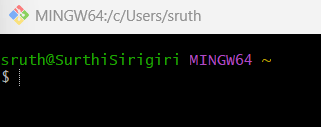 MINGW64:/c/Users/sruth
sruth@SurthiSirigiri MINGW64 ~
$